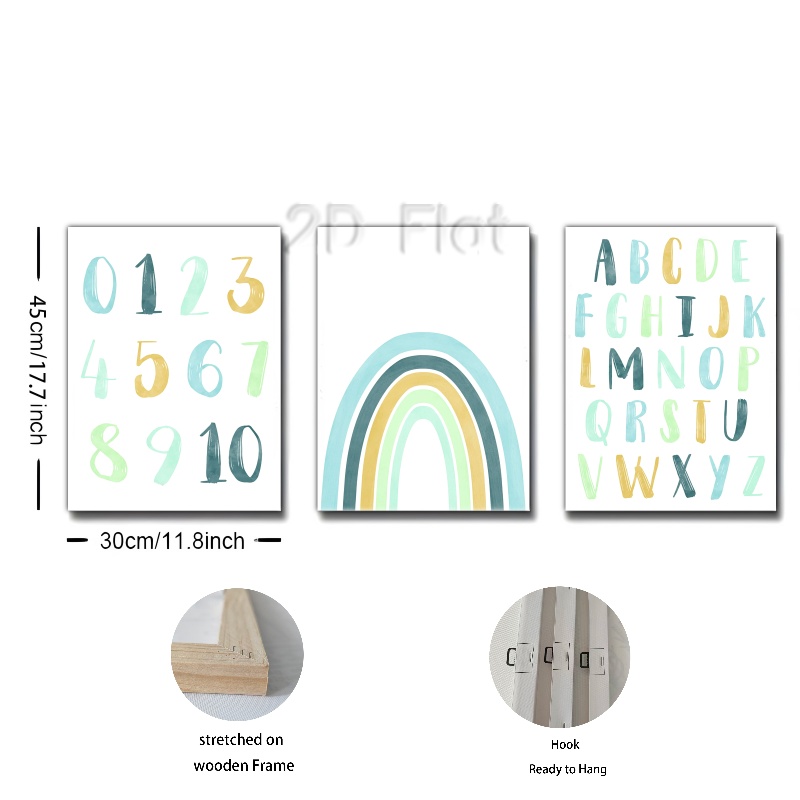 2D Flat
0 1 2 3
4 5 6 7
8 9 10
A B C D E
F G H I J K
L M N O P
Q R S T U
V W X Y Z
45cm/17.7inch
30cm/11.8inch
stretched on
wooden Frame
Hook
Ready to Hang